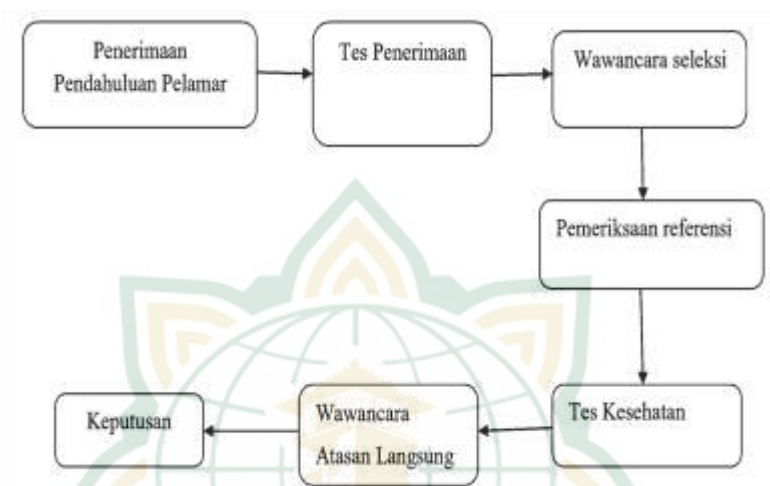 Penerimaan
Pendahuluan Pelamar
Tes Penerimaan
Wawancara seleksi
Pemeriksaan referensi
Tes Kesehatan
Wawancara
Atasan Langsung
Keputusan